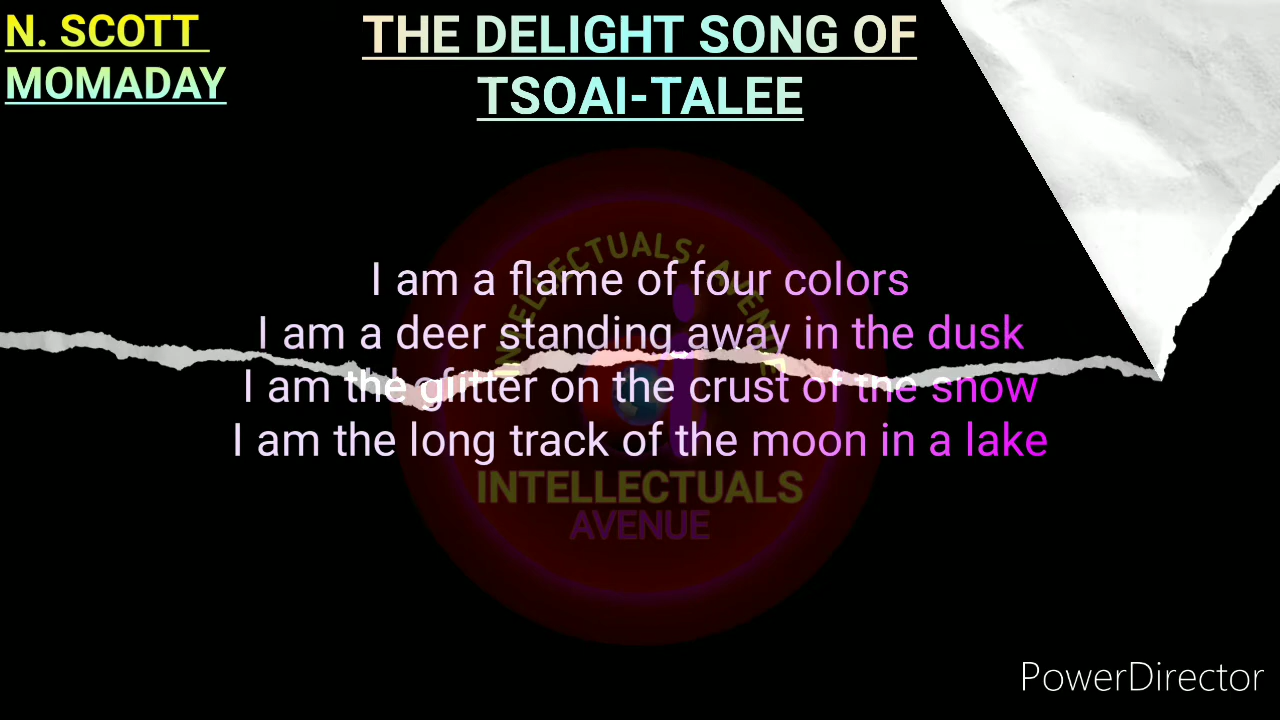 N. SCOTT
MOMADAY
THE DELIGHT SONG OF
TSOAI-TALEE
INTELLECTUALS' AVENUE
I am a flame of four colors
I am a deer standing away in the dusk
I am the glitter on the crust of the snow
I am the long track of the moon in a lake
INTELLECTUALS
AVENUE
PowerDirector